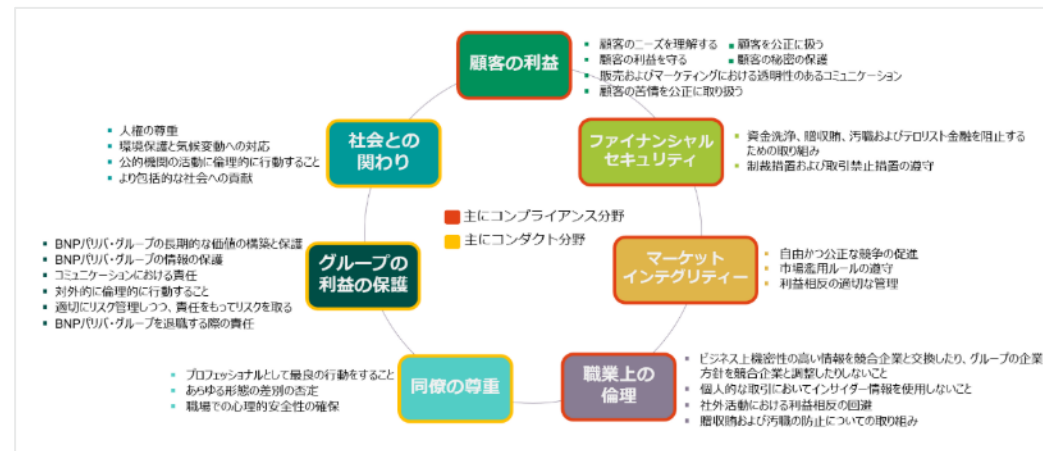 顧客の利益
顧客のニーズを理解する
顧客を公正に扱う
顧客の利益を守る
顧客の秘密の保護
販売およびマーケティングにおける透明性のあるコミュニケーション
顧客の苦情を公正に取り扱う
ファイナンシャル
セキュリティ
資金洗浄、贈収賄、汚職およびテロリスト金融を阻止する
ための取り組み
制裁措置および取引禁止措置の遵守
マーケット
インテグリティー
自由かつ公正な競争の促進
市場濫用ルールの遵守
利益相反の適切な管理
職業上の
倫理
ビジネス上機密性の高い情報を競合企業と交換したり、グループの企業
方針を競合企業と調整したりしないこと
個人的な取引においてインサイダー情報を使用しないこと
社外活動における利益相反の回避
贈収賄および汚職の防止についての取り組み
同僚の尊重
プロフェッショナルとして最良の行動をすること
あらゆる形態の差別の否定
職場での心理的安全性の確保
グループの
利益の保護
BNPパリバ・グループの長期的な価値の構築と保護
BNPパリバ・グループの情報の保護
コミュニケーションにおける責任
対外的に倫理的に行動すること
適切にリスク管理しつつ、責任をもってリスクを取る
BNPパリバ・グループを退職する際の責任
社会との
関わり
人権の尊重
環境保護と気候変動への対応
公的機関の活動に倫理的に行動すること
より包括的な社会への貢献
主にコンプライアンス分野
主にコンダクト分野